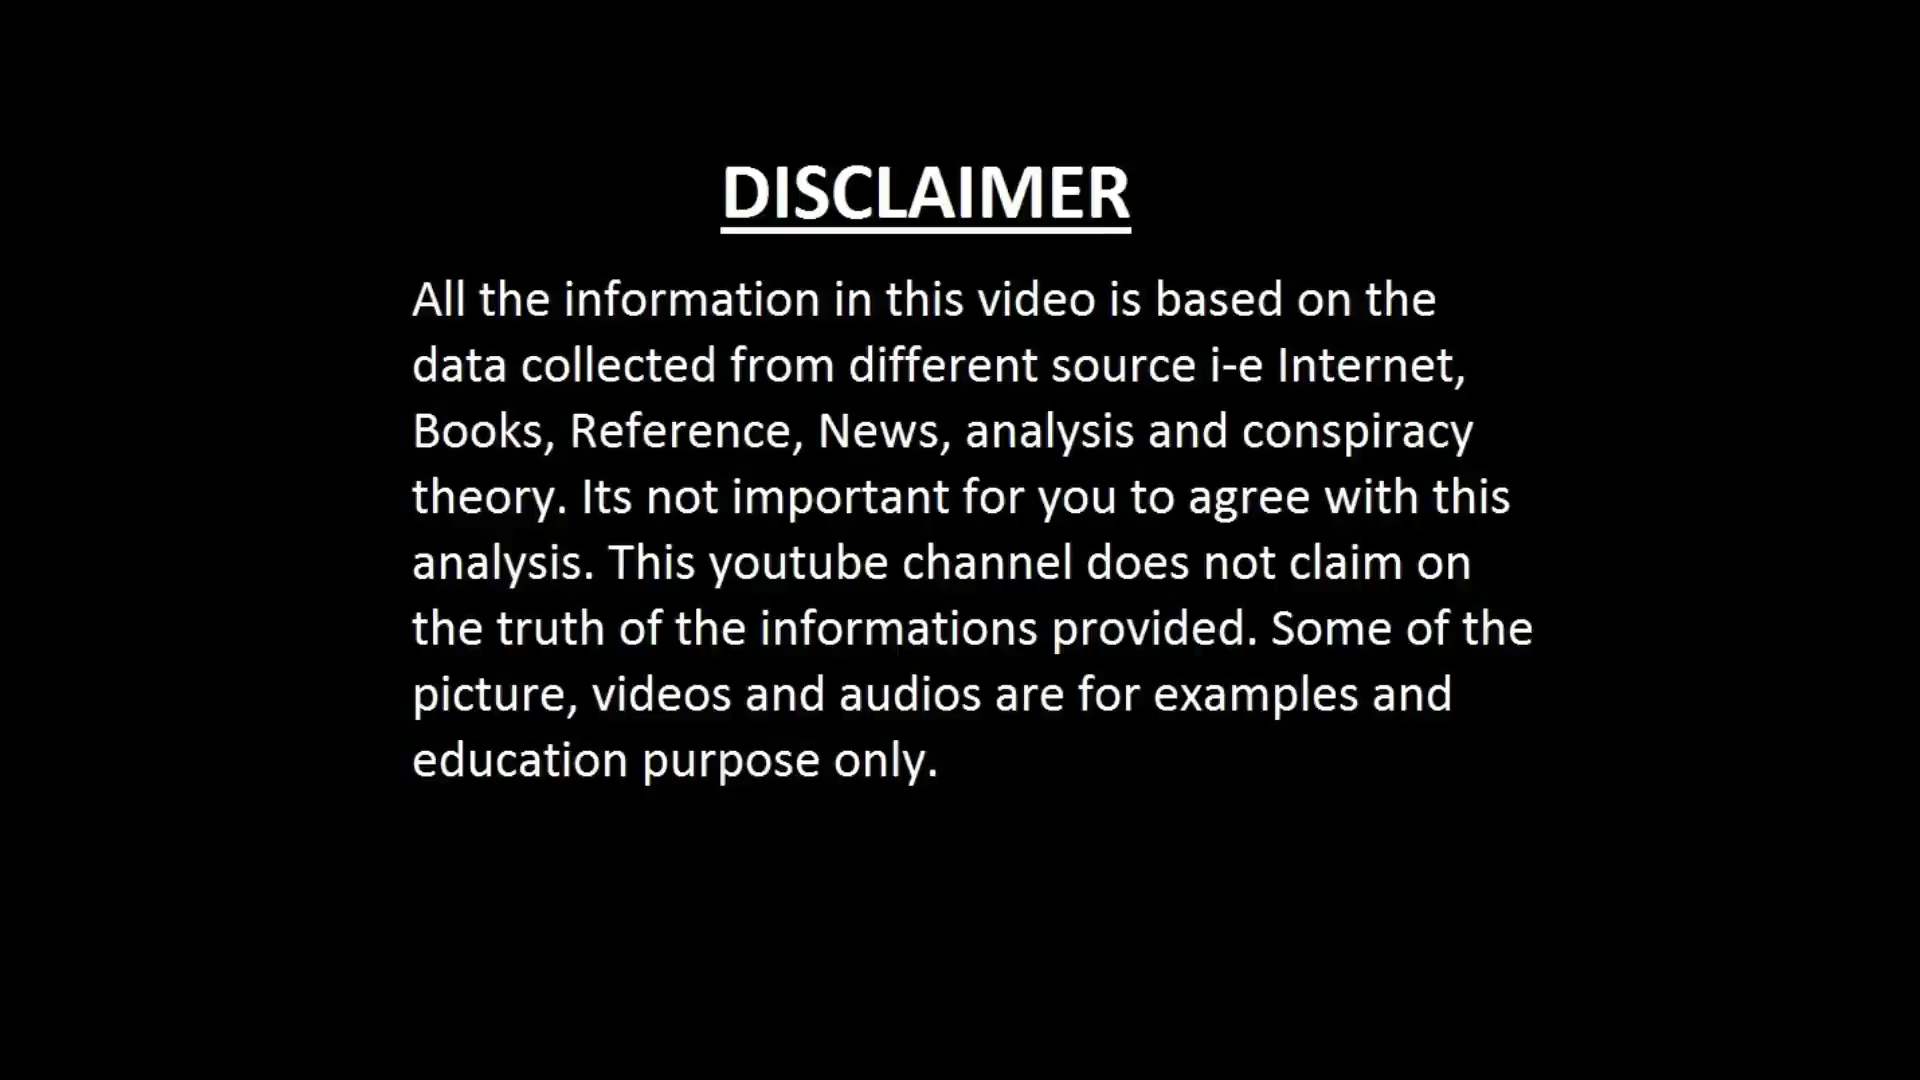 DISCLAIMER
All the information in this video is based on the
data collected from different source i-e Internet,
Books, Reference, News, analysis and conspiracy
theory. Its not important for you to agree with this
analysis. This youtube channel does not claim on
the truth of the informations provided. Some of the
picture, videos and audios are for examples and
education purpose only.